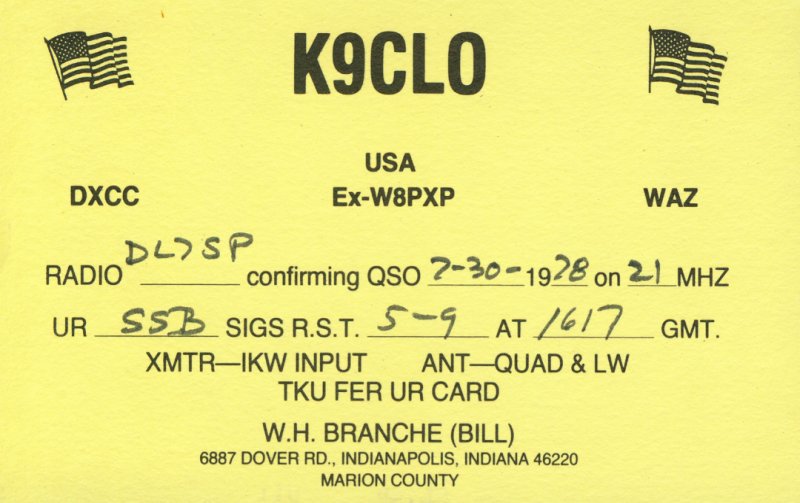 K9CLO
USA
DXCC Ex-W8PXP WAZ
RADIO DL7SP confirming QSO 7-30-1978 on 21 MHZ
UR SSB SIGS R.S.T. 5-9 AT 1617 GMT.
XMTR—IKW INPUT ANT—QUAD & LW
TKU FER UR CARD
W.H. BRANCHE (BILL)
6887 DOVER RD., INDIANAPOLIS, INDIANA 46220
MARION COUNTY